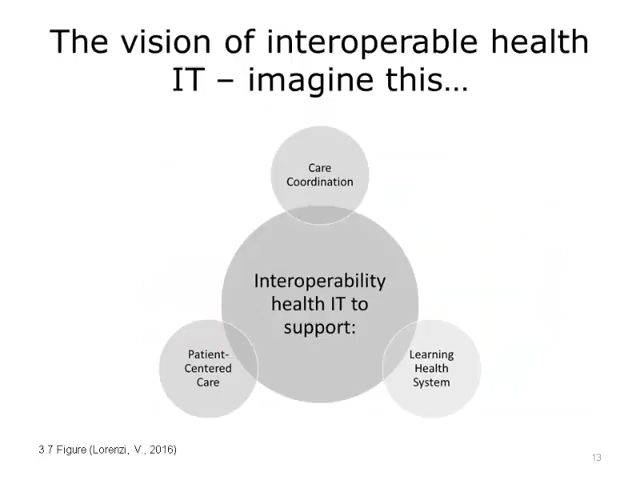 The vision of interoperable health
IT – imagine this…
Care
Coordination
Interoperability
health IT to
support:
Patient-
Centered
Care
Learning
Health
System
3.7 Figure (Lorenzi, V., 2016)
13